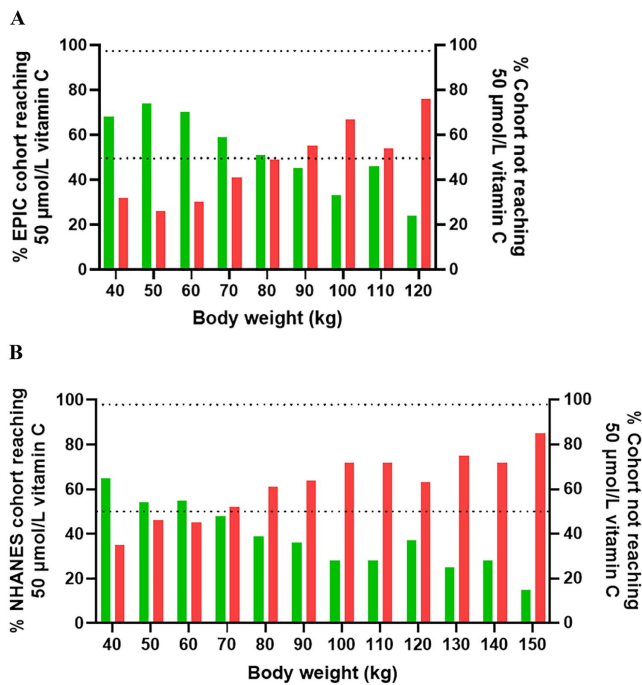 A
% EPIC cohort reaching
50 µmol/L vitamin C
100
80
60
40
20
0
100
80
60
40
20
0
% Cohort not reaching
50 µmol/L vitamin C
40 50 60 70 80 90 100 110 120
Body weight (kg)
B
% NHANES cohort reaching
50 µmol/L vitamin C
100
80
60
40
20
0
100
80
60
40
20
0
% Cohort not reaching
50 µmol/L vitamin C
40 50 60 70 80 90 100 110 120 130 140 150
Body weight (kg)